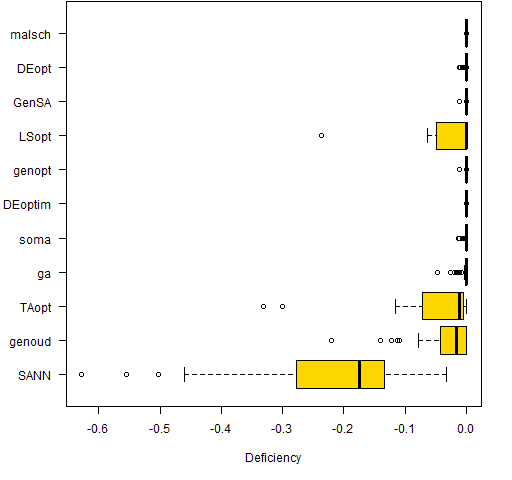 malsch
DEopt
GenSA
LSopt
genopt
DEoptim
soma
ga
TAopt
genoud
SANN
-0.6 -0.5 -0.4 -0.3 -0.2 -0.1 0.0
Deficiency